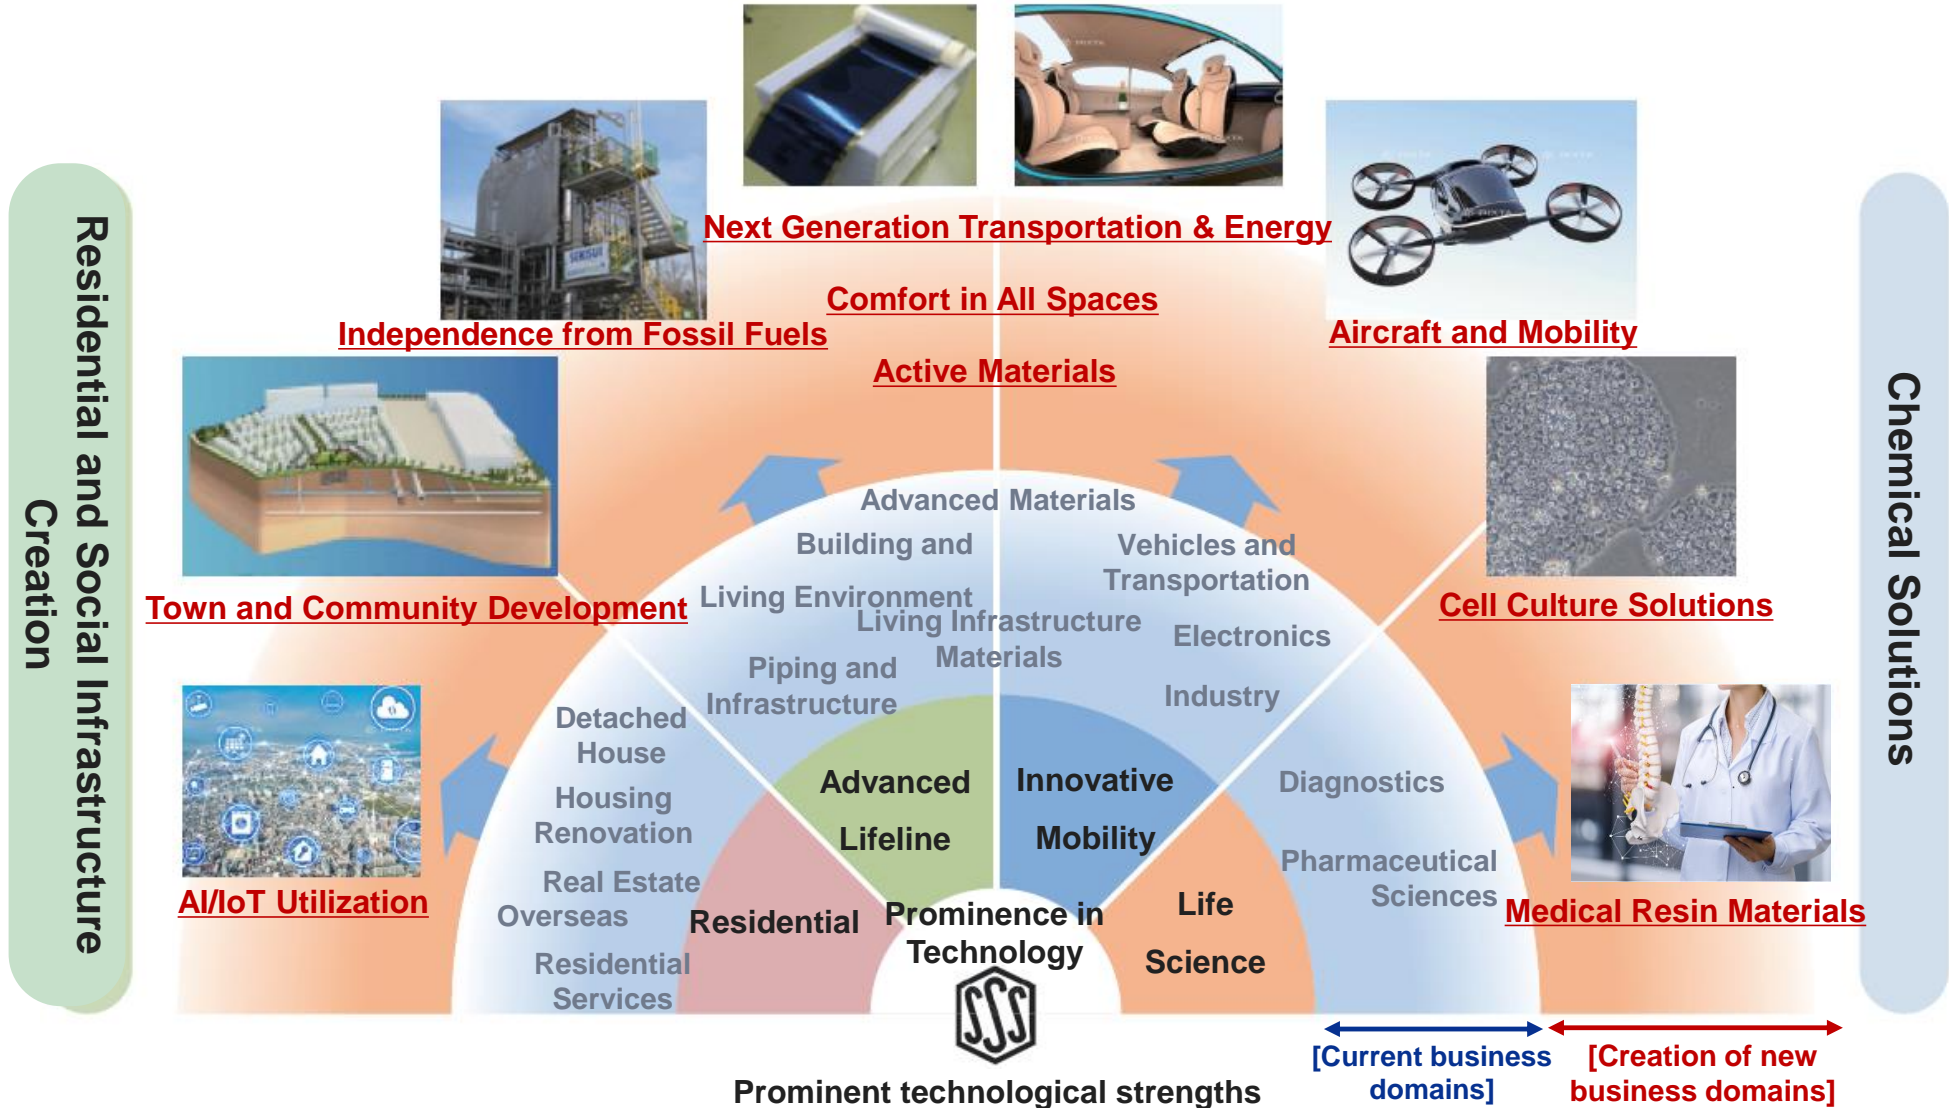 Next Generation Transportation & Energy
Comfort in All Spaces
Independence from Fossil Fuels
Aircraft and Mobility
Active Materials
Residential and Social Infrastructure
Creation
Chemical Solutions
SEKISUI
PIXTA
PIXTA
Town and Community Development
Cell Culture Solutions
AI/IoT Utilization
Medical Resin Materials
Advanced Materials
Building and
Living Environment
Vehicles and
Transportation
Living Infrastructure
Materials
Electronics
Piping and
Infrastructure
Industry
Detached
House
Housing
Renovation
Real Estate
Overseas
Residential
Services
Diagnostics
Pharmaceutical
Sciences
Advanced
Lifeline
Innovative
Mobility
Residential
Life
Science
Prominence in
Technology
SSS
Prominent technological strengths
[Current business
domains]
[Creation of new
business domains]